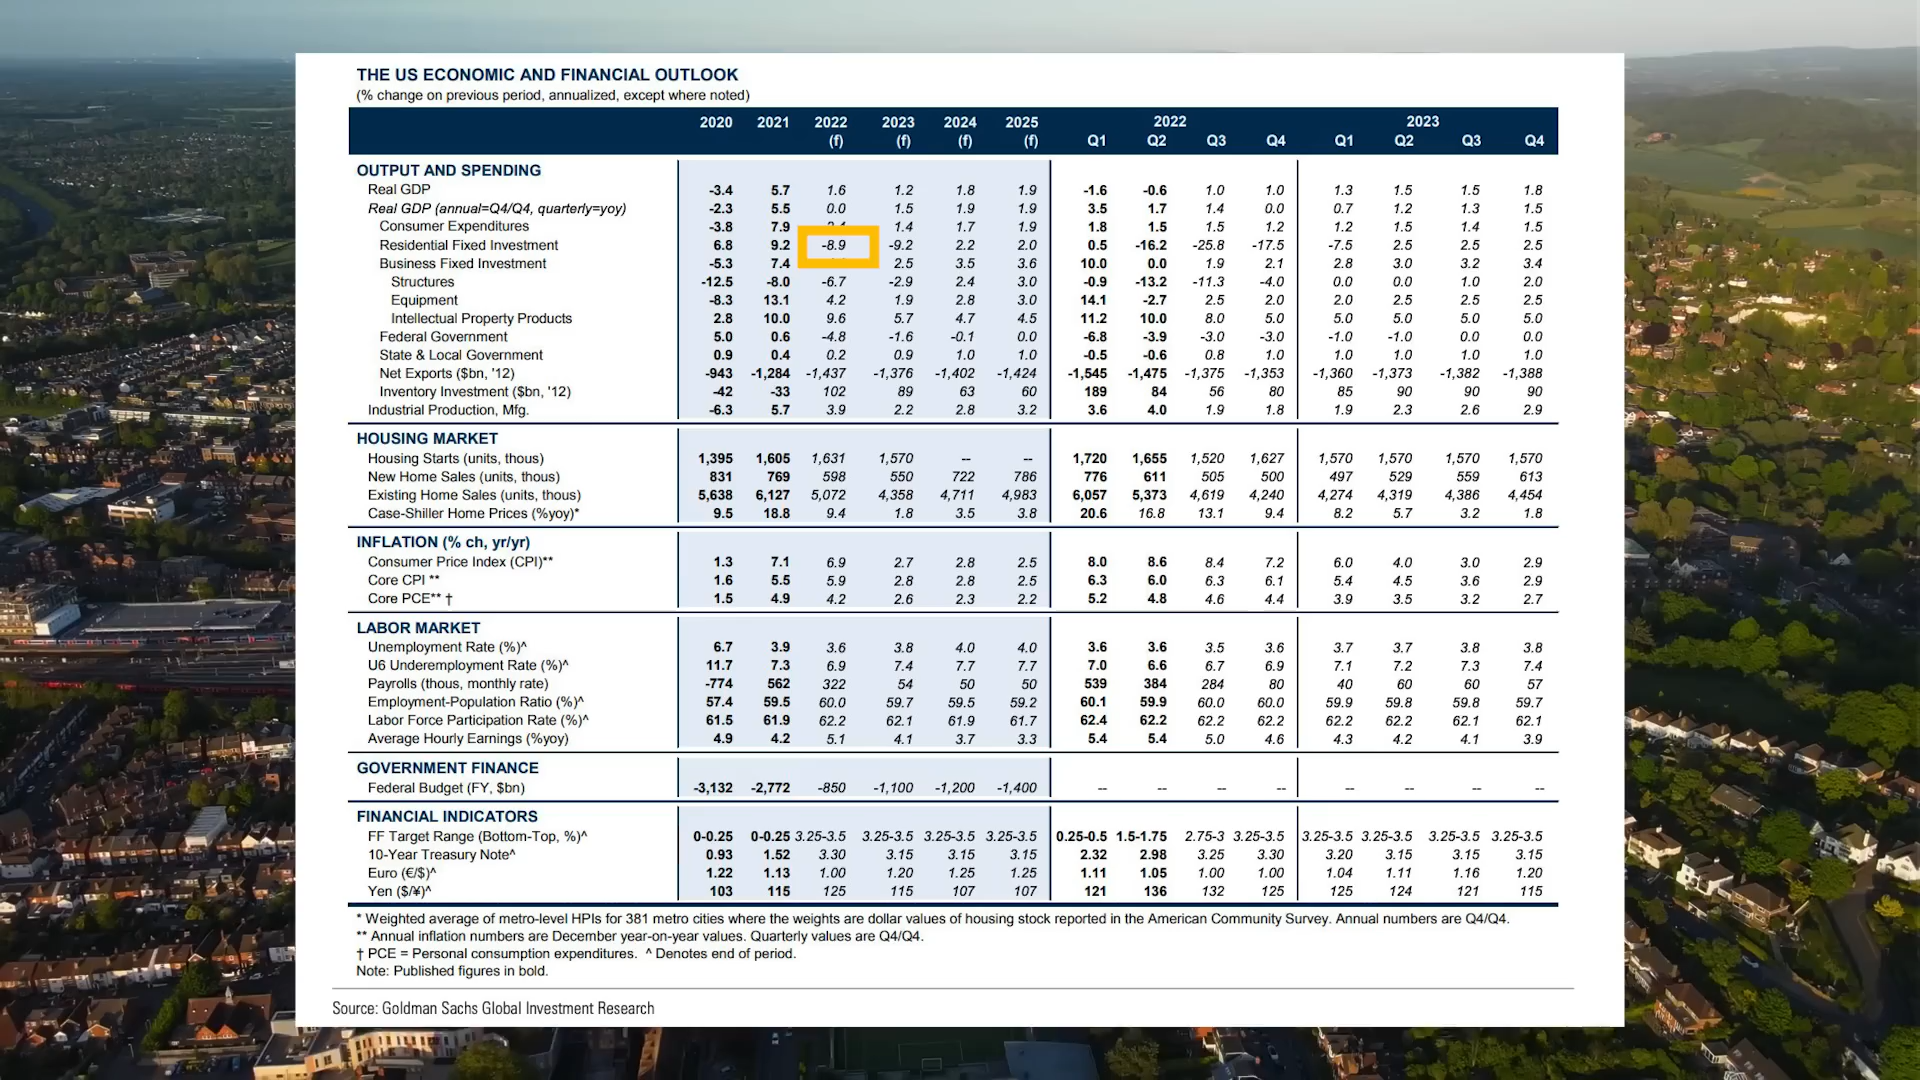 THE US ECONOMIC AND FINANCIAL OUTLOOK
(% change on previous period, annualized, except where noted)
2020 2021 2022 2023 2024 2025 2022 2023
(f) (f) (f) (f) Q1 Q2 Q3 Q4 Q1 Q2 Q3 Q4
OUTPUT AND SPENDING
Real GDP -3.4 5.7 1.6 1.2 1.8 1.9 -1.6 -0.6 1.0 1.0 1.3 1.5 1.5 1.8
Real GDP (annual=Q4/Q4, quarterly=yoy) -2.3 5.5 0.0 1.5 1.9 1.9 3.5 1.7 1.4 0.0 0.7 1.2 1.3 1.5
Consumer Expenditures -3.8 7.9 1.4 1.7 1.9 1.8 1.5 1.5 1.2 1.2 1.5 1.4 1.5
Residential Fixed Investment 6.8 9.2 -8.9 -9.2 2.2 2.0 0.5 -16.2 -25.8 -17.5 -7.5 2.5 2.5 2.5
Business Fixed Investment -5.3 7.4 2.5 3.5 3.6 10.0 0.0 1.9 2.1 2.8 3.0 3.2 3.4
Structures -12.5 -8.0 -6.7 -2.9 2.4 3.0 -0.9 -13.2 -11.3 -4.0 0.0 0.0 1.0 2.0
Equipment -8.3 13.1 4.2 1.9 2.8 3.0 14.1 -2.7 2.5 2.0 2.0 2.5 2.5 2.5
Intellectual Property Products 2.8 10.0 9.6 5.7 4.7 4.5 11.2 10.0 8.0 5.0 5.0 5.0 5.0 5.0
Federal Government 5.0 0.6 -4.8 -1.6 -0.1 0.0 -6.8 -3.9 -3.0 -3.0 -1.0 -1.0 0.0 0.0
State & Local Government 0.9 0.4 0.2 0.9 1.0 1.0 -0.5 -0.6 0.8 1.0 1.0 1.0 1.0 1.0
Net Exports ($bn, '12) -943 -1,284 -1,437 -1,376 -1,402 -1,424 -1,545 -1,475 -1,375 -1,353 -1,360 -1,373 -1,382 -1,388
Inventory Investment ($bn, '12) -42 -33 102 89 63 60 189 84 56 80 85 90 90 90
Industrial Production, Mfg. -6.3 5.7 3.9 2.2 2.8 3.2 3.6 4.0 1.9 1.8 1.9 2.3 2.6 2.9
HOUSING MARKET
Housing Starts (units, thous) 1,395 1,605 1,631 1,570 -- -- 1,720 1,655 1,520 1,627 1,570 1,570 1,570 1,570
New Home Sales (units, thous) 831 769 598 550 722 786 776 611 505 500 497 529 559 613
Existing Home Sales (units, thous) 5,638 6,127 5,072 4,358 4,711 4,983 6,057 5,373 4,619 4,240 4,274 4,319 4,386 4,454
Case-Shiller Home Prices (%yoy)* 9.5 18.8 9.4 1.8 3.5 3.8 20.6 16.8 13.1 9.4 8.2 5.7 3.2 1.8
INFLATION (% ch, yr/yr)
Consumer Price Index (CPI)** 1.3 7.1 6.9 2.7 2.8 2.5 8.0 8.6 8.4 7.2 6.0 4.0 3.0 2.9
Core CPI ** 1.6 5.5 5.9 2.8 2.8 2.5 6.3 6.0 6.3 6.1 5.4 4.5 3.6 2.9
Core PCE** † 1.5 4.9 4.2 2.6 2.3 2.2 5.2 4.8 4.6 4.4 3.9 3.5 3.2 2.7
LABOR MARKET
Unemployment Rate (%)^ 6.7 3.9 3.6 3.8 4.0 4.0 3.6 3.6 3.5 3.6 3.7 3.7 3.8 3.8
U6 Underemployment Rate (%)^ 11.7 7.3 6.9 7.4 7.7 7.7 7.0 6.6 6.7 6.9 7.1 7.2 7.3 7.4
Payrolls (thous, monthly rate) -774 562 322 54 50 50 539 384 284 80 40 60 60 57
Employment-Population Ratio (%)^ 57.4 59.5 60.0 59.7 59.5 59.2 60.1 59.9 60.0 60.0 59.9 59.8 59.8 59.7
Labor Force Participation Rate (%)^ 61.5 61.9 62.2 62.1 61.9 61.7 62.4 62.2 62.2 62.2 62.2 62.2 62.1 62.1
Average Hourly Earnings (%yoy) 4.9 4.2 5.1 4.1 3.7 3.3 5.4 5.4 5.0 4.6 4.3 4.2 4.1 3.9
GOVERNMENT FINANCE
Federal Budget (FY, $bn) -3,132 -2,772 -850 -1,100 -1,200 -1,400 -- -- -- -- -- -- -- --
FINANCIAL INDICATORS
FF Target Range (Bottom-Top, %)^ 0-0.25 0-0.25 3.25-3.5 3.25-3.5 3.25-3.5 3.25-3.5 0.25-0.5 1.5-1.75 2.75-3 3.25-3.5 3.25-3.5 3.25-3.5 3.25-3.5 3.25-3.5
10-Year Treasury Note^ 0.93 1.52 3.30 3.15 3.15 3.15 2.32 2.98 3.25 3.30 3.20 3.15 3.15 3.15
Euro (€/$)^ 1.22 1.13 1.00 1.20 1.25 1.25 1.11 1.05 1.00 1.00 1.04 1.11 1.16 1.20
Yen ($/¥)^ 103 115 125 115 107 107 121 136 132 125 125 124 121 115
* Weighted average of metro-level HPIs for 381 metro cities where the weights are dollar values of housing stock reported in the American Community Survey. Annual numbers are Q4/Q4.
** Annual inflation numbers are December year-on-year values. Quarterly values are Q4/Q4.
† PCE = Personal consumption expenditures. ^ Denotes end of period.
Note: Published figures in bold.
Source: Goldman Sachs Global Investment Research